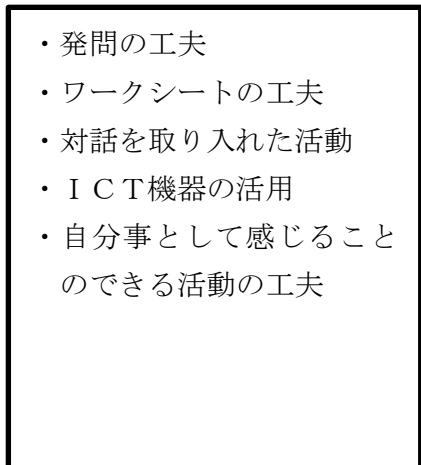 ・発問の工夫
・ワークシートの工夫
・対話を取り入れた活動
・ＩＣＴ機器の活用
・自分事として感じること
のできる活動の工夫